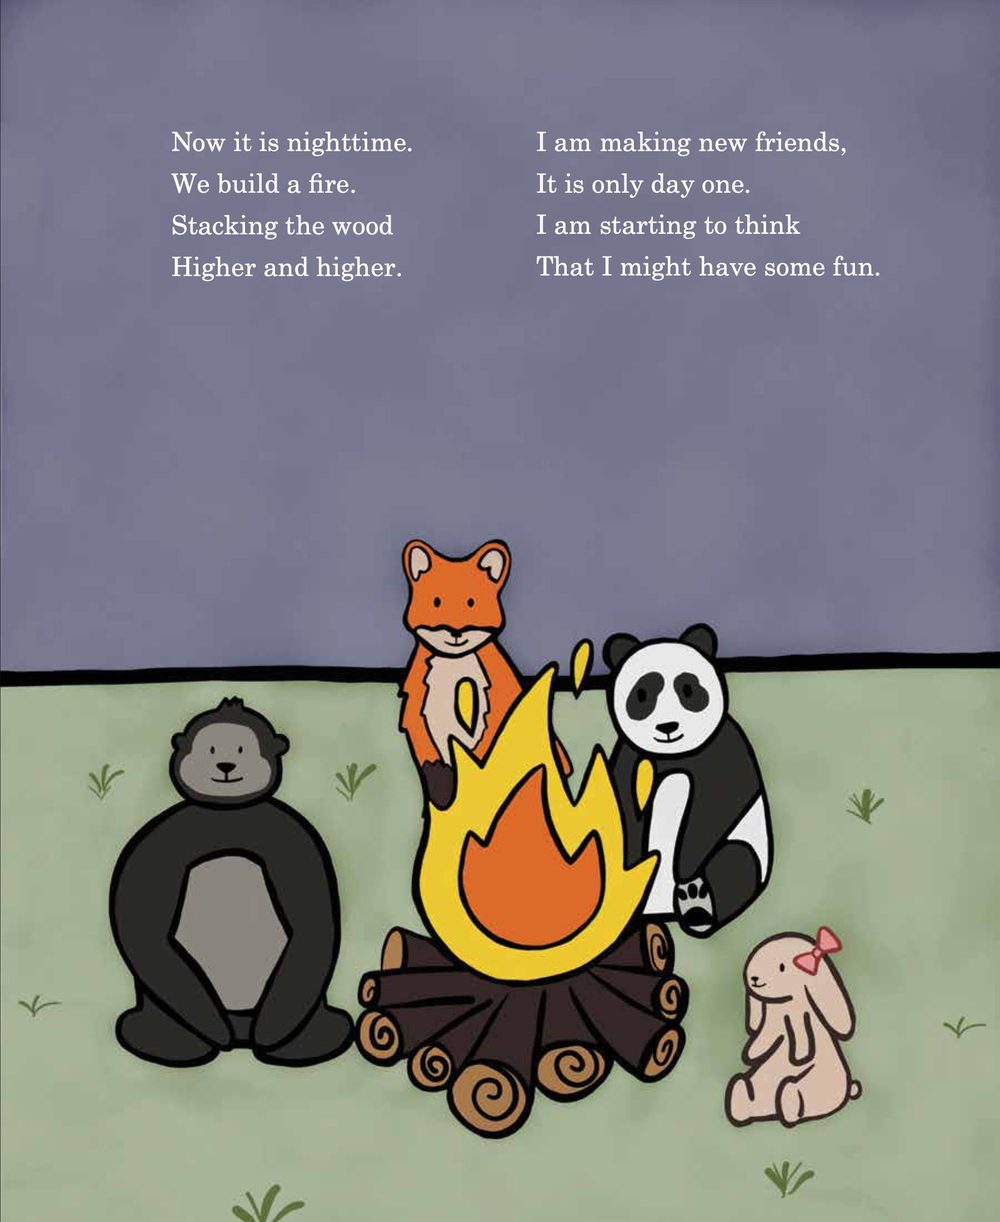 Now it is nighttime.
We build a fire.
Stacking the wood
Higher and higher.
I am making new friends,
It is only day one.
I am starting to think
That I might have some fun.